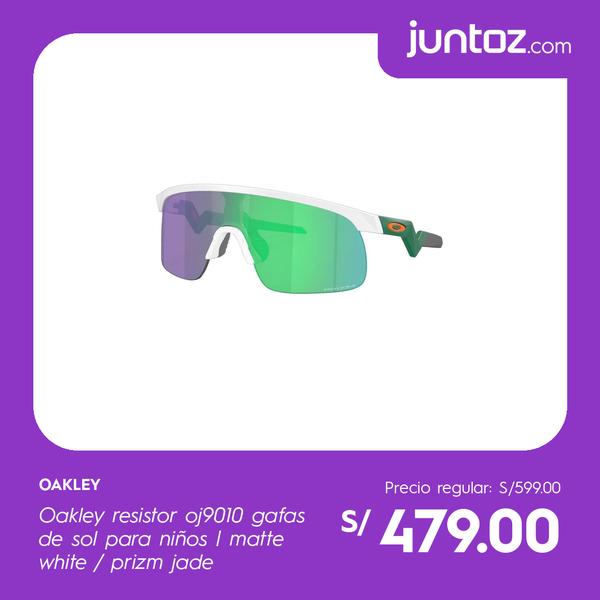 juntoz.com
OAKLEY
Oakley resistor oj9010 gafas
de sol para niños | matte
white / prizm jade
Precio regular: S/599.00
S/ 479.00